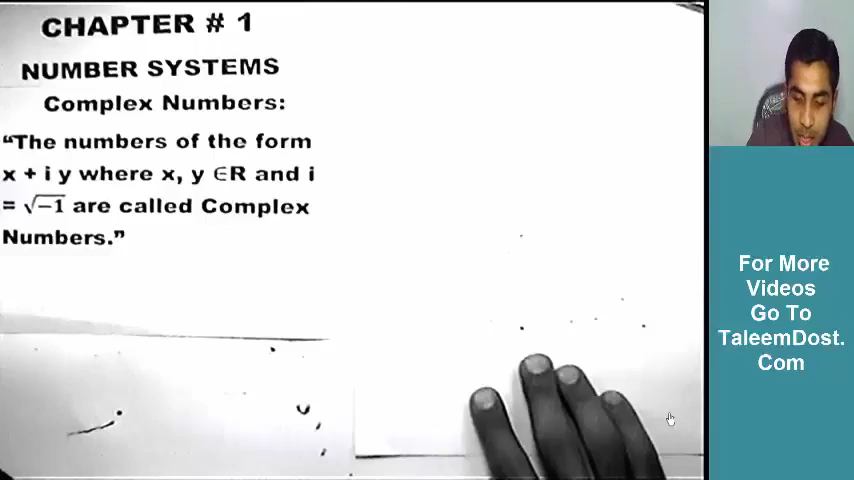 CHAPTER # 1
NUMBER SYSTEMS
Complex Numbers:
“The numbers of the form
x + i y where x, y ∈R and i
= √−1 are called Complex
Numbers.”
For More
Videos
Go To
TaleemDost.
Com